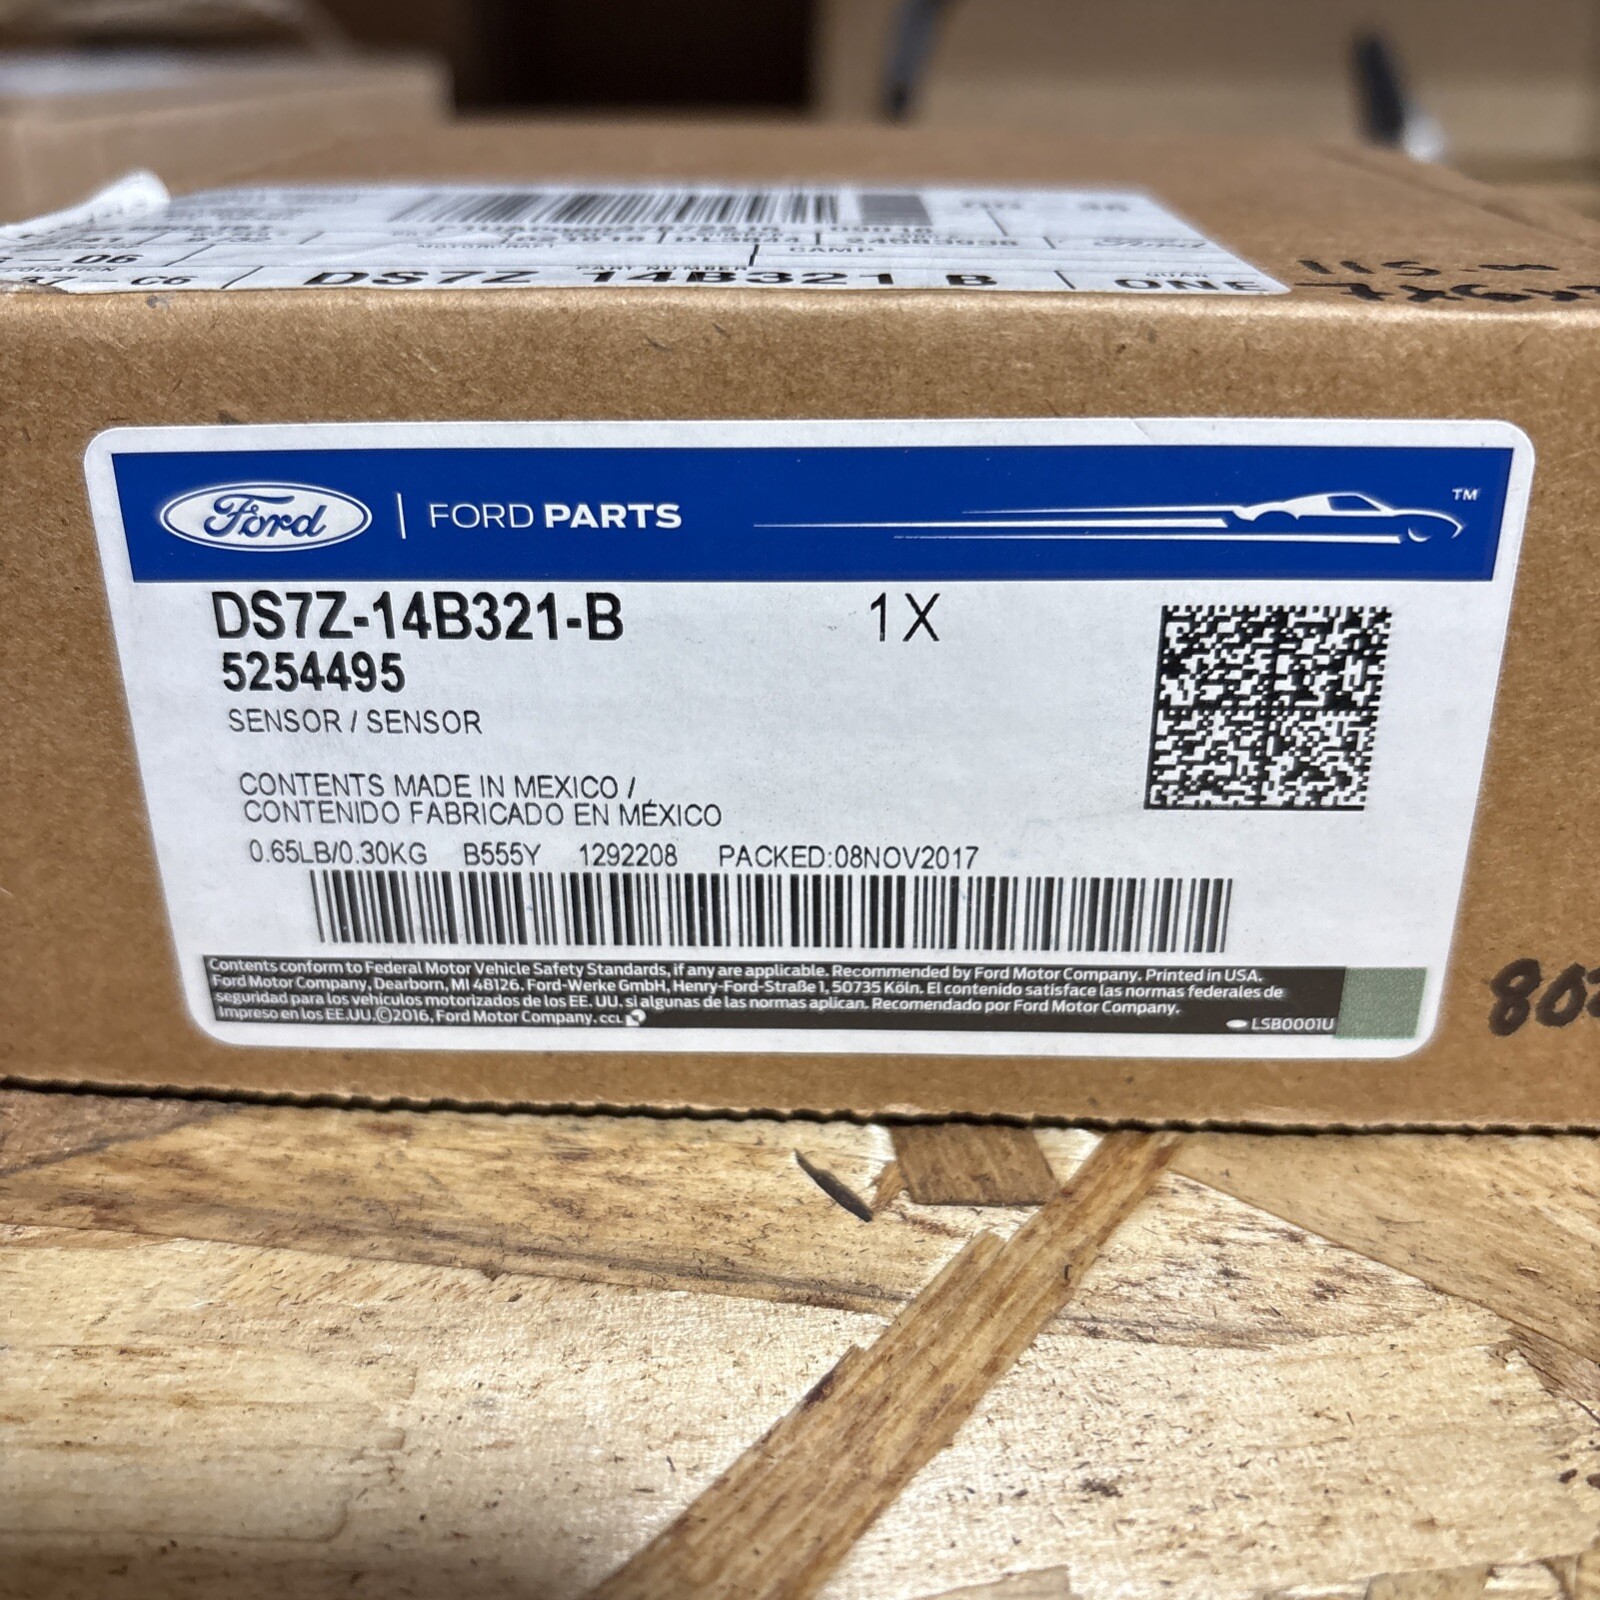 DS7Z 14B321 B
ONE
115.
Ford
FORD PARTS
TM
DS7Z-14B321-B 1X
5254495
SENSOR / SENSOR
CONTENTS MADE IN MEXICO /
CONTENIDO FABRICADO EN MÉXICO
0.65LB/0.30KG B555Y 1292208 PACKED:08NOV2017
Contents conform to Federal Motor Vehicle Safety Standards, if any are applicable. Recommended by Ford Motor Company. Printed in USA.
Ford Motor Company, Dearborn, MI 48126. Ford-Werke GmbH, Henry-Ford-Straße 1, 50735 Köln. El contenido satisface las normas federales de
seguridad para los vehículos motorizados de los EE. UU. si algunas de las normas aplican. Recomendado por Ford Motor Company.
Impreso en los EE.UU.©2016, Ford Motor Company. CCL
LSB0001U